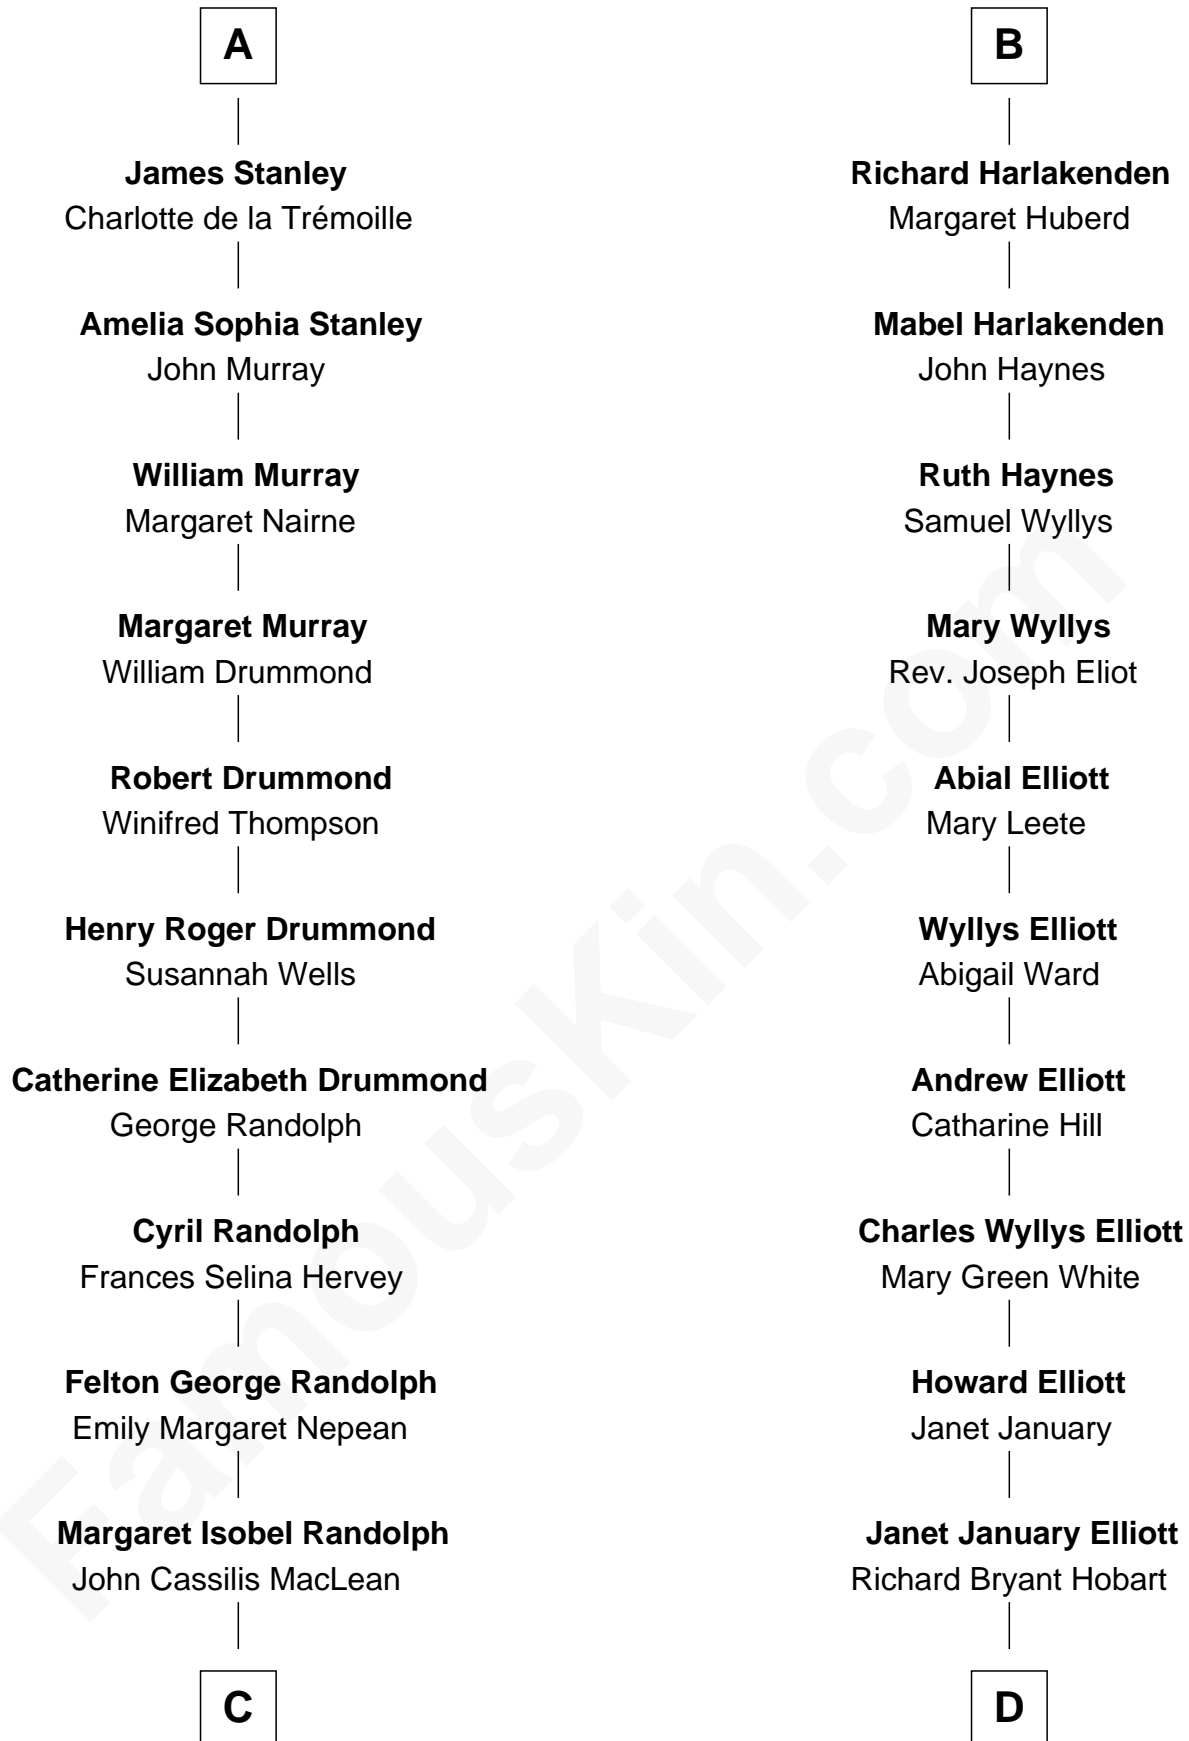 A
James Stanley
Charlotte de la Trémoille
Amelia Sophia Stanley
John Murray
William Murray
Margaret Nairne
Margaret Murray
William Drummond
Robert Drummond
Winifred Thompson
Henry Roger Drummond
Susannah Wells
Catherine Elizabeth Drummond
George Randolph
Cyril Randolph
Frances Selina Hervey
Felton George Randolph
Emily Margaret Nepean
Margaret Isobel Randolph
John Cassilis MacLean
C
B
Richard Harlakenden
Margaret Huberd
Mabel Harlakenden
John Haynes
Ruth Haynes
Samuel Wyllys
Mary Wyllys
Rev. Joseph Eliot
Abial Elliott
Mary Leete
Wyllys Elliott
Abigail Ward
Andrew Elliott
Catharine Hill
Charles Wyllys Elliott
Mary Green White
Howard Elliott
Janet January
Janet January Elliott
Richard Bryant Hobart
D
FamousKin.com